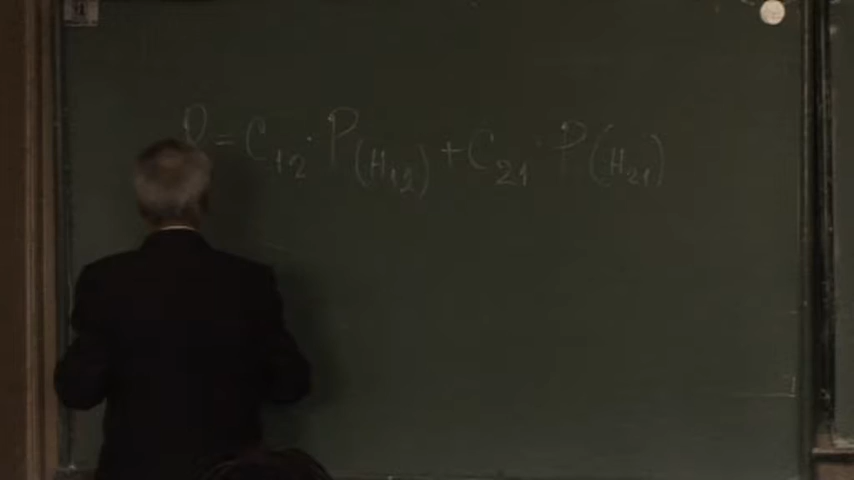 R = C₁₂ · P(H₁₂) + C₂₁ · P(H₂₁)